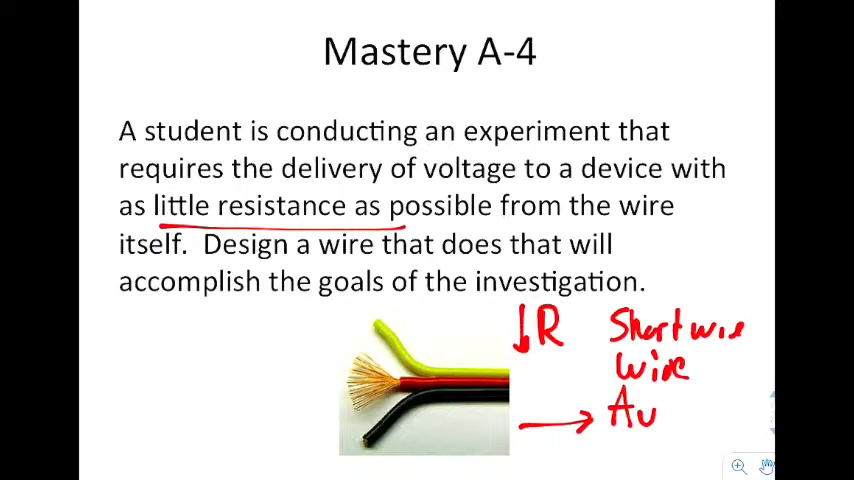 Mastery A-4
A student is conducting an experiment that
requires the delivery of voltage to a device with
as little resistance as possible from the wire
itself.  Design a wire that does that will
accomplish the goals of the investigation.
↓R
Short wire
Wide
→ Au